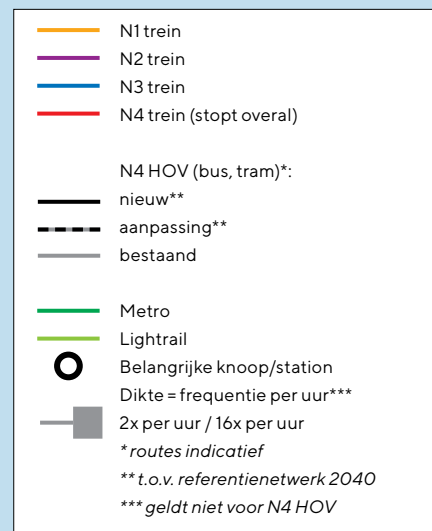 N1 trein
N2 trein
N3 trein
N4 trein (stopt overal)
N4 HOV (bus, tram)*:
nieuw**
aanpassing**
bestaand
Metro
Lightrail
Belangrijke knoop/station
Dikte = frequentie per uur***
2x per uur / 16x per uur
* routes indicatief
** t.o.v. referentienetwerk 2040
*** geldt niet voor N4 HOV